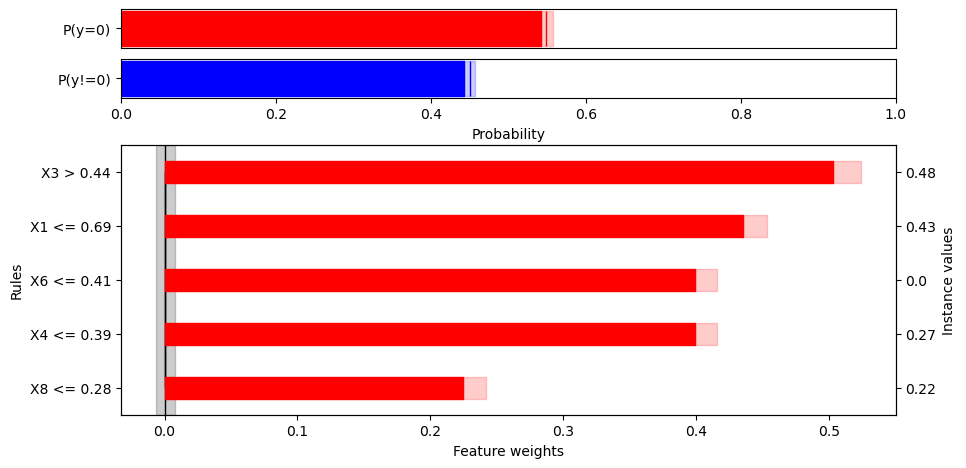 P(y=0)
P(y!=0)
0.0 0.2 0.4 0.6 0.8 1.0
Probability
X3 > 0.44 0.48
X1 <= 0.69 0.43
X6 <= 0.41 0.0
X4 <= 0.39 0.27
X8 <= 0.28 0.22
Rules
Instance values
0.0 0.1 0.2 0.3 0.4 0.5
Feature weights